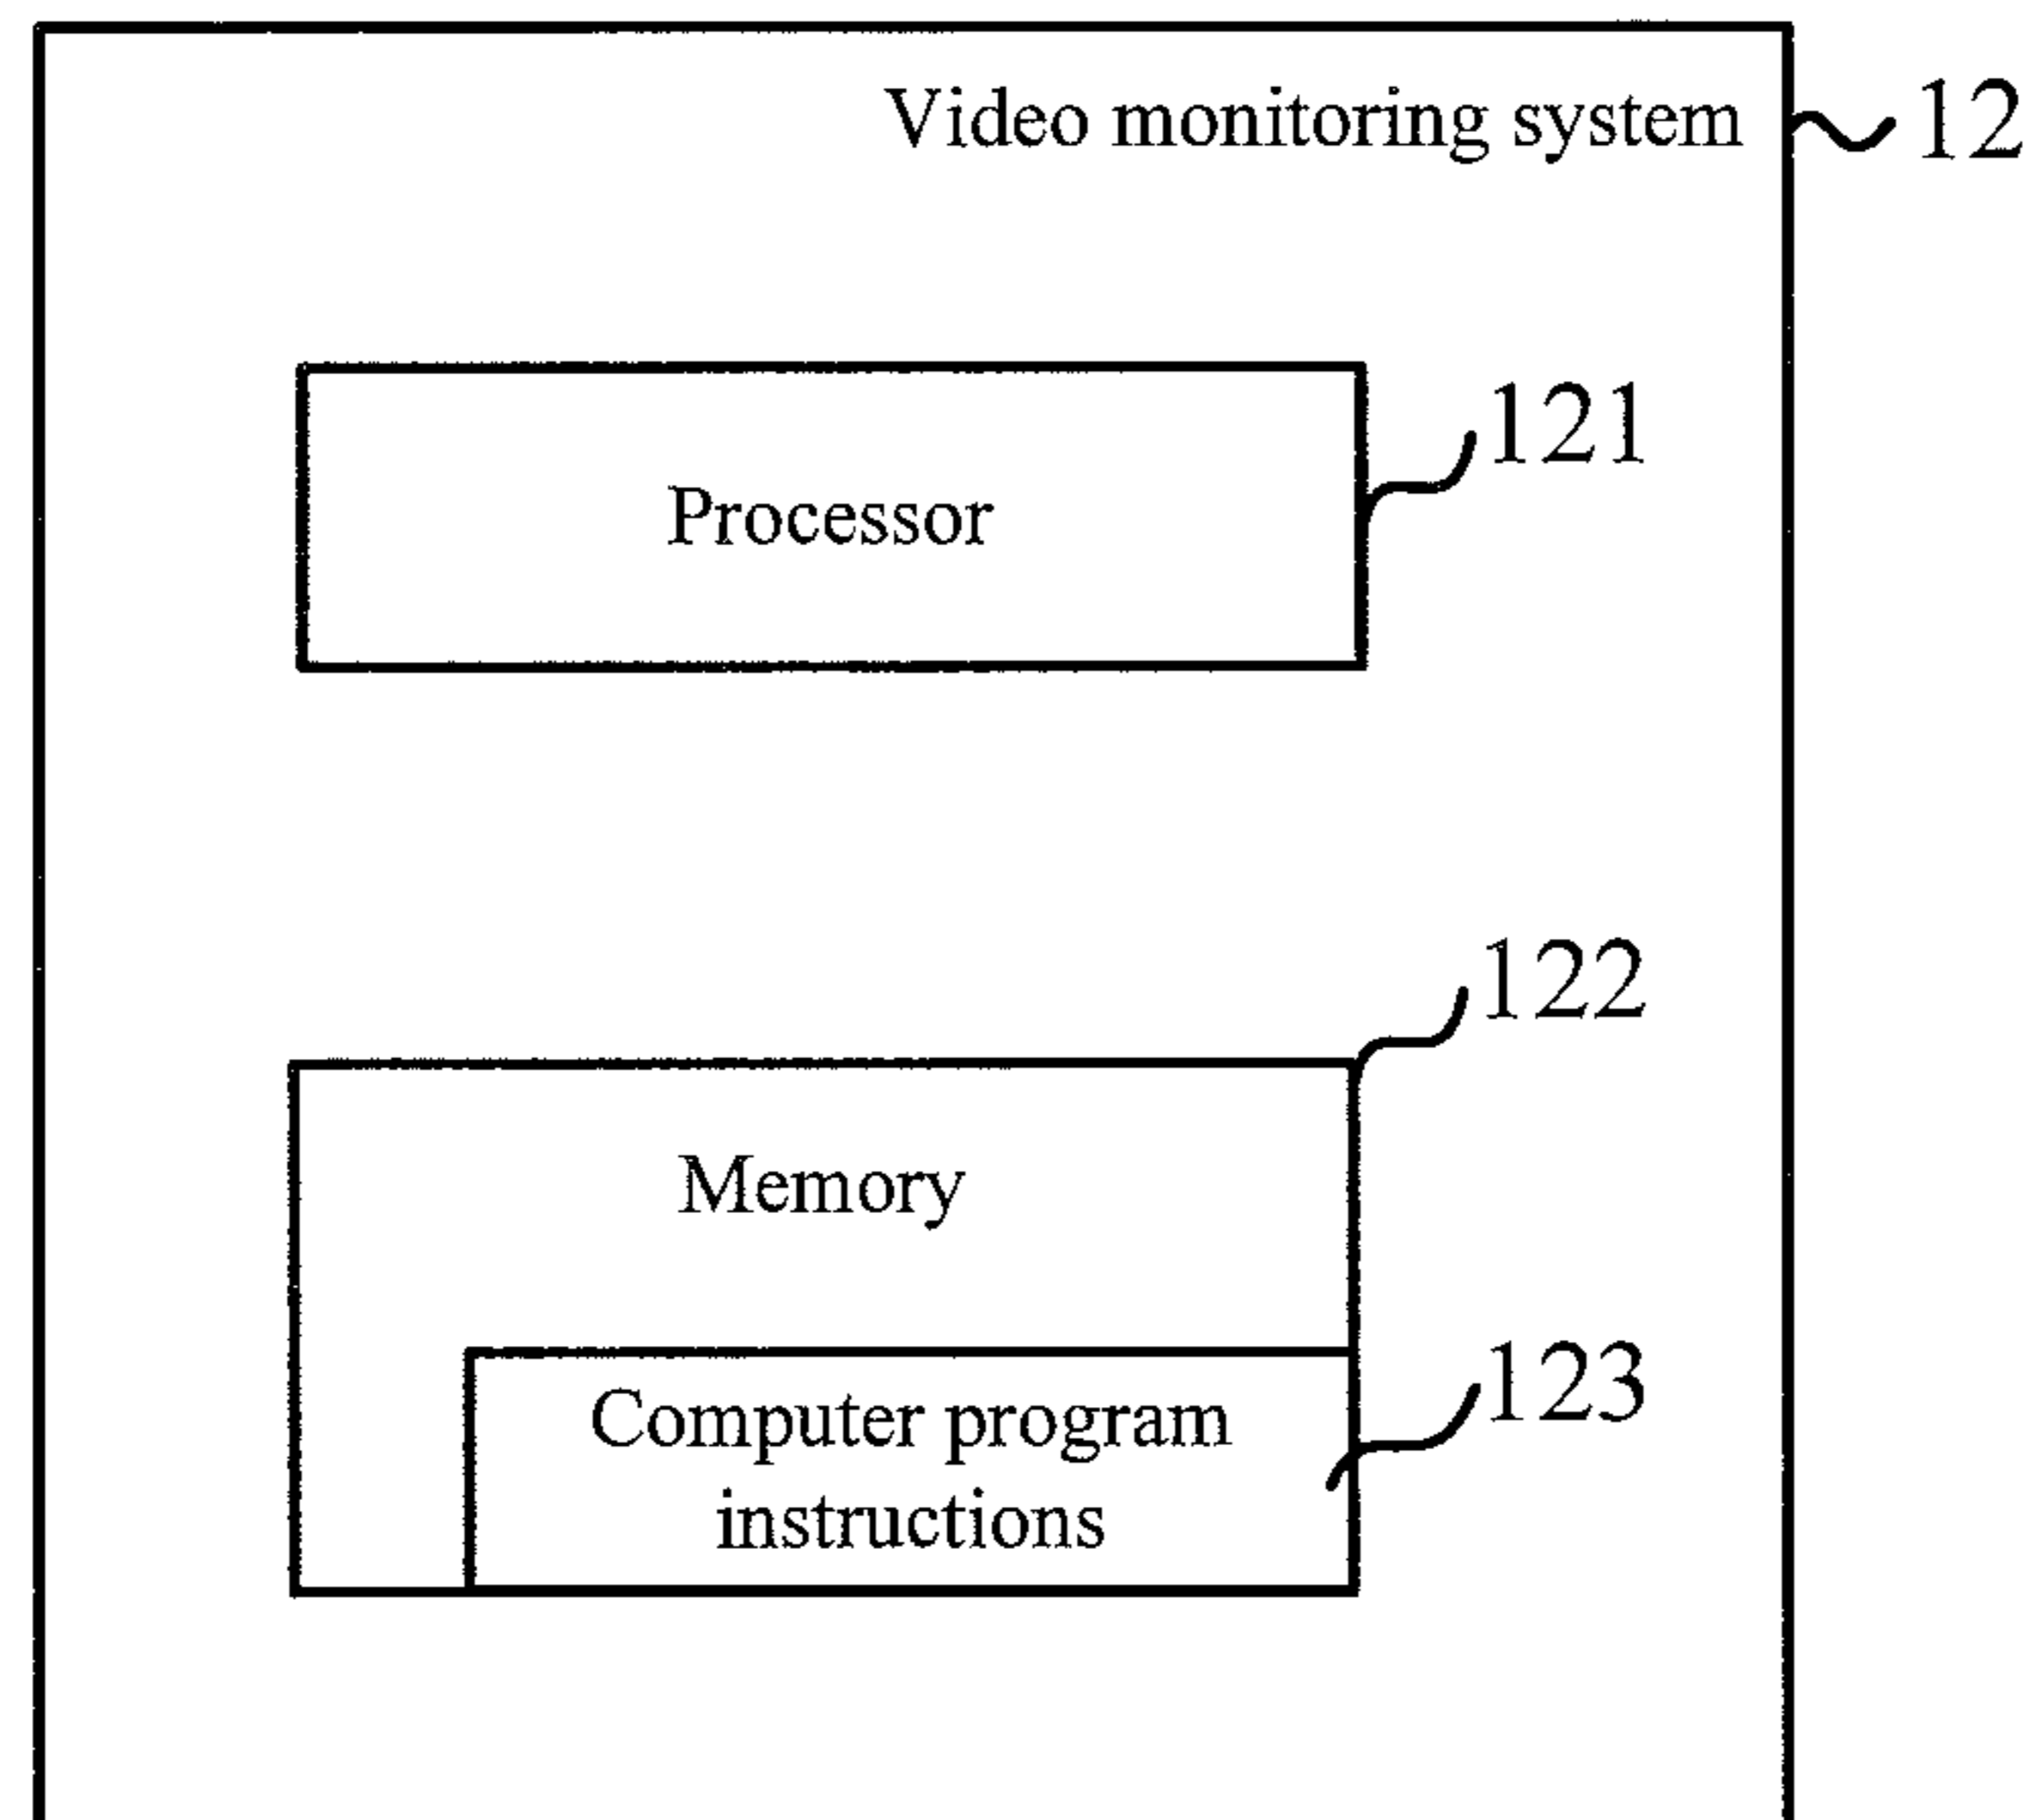 Video monitoring system 12
121
Processor
122
Memory
123
Computer program
instructions